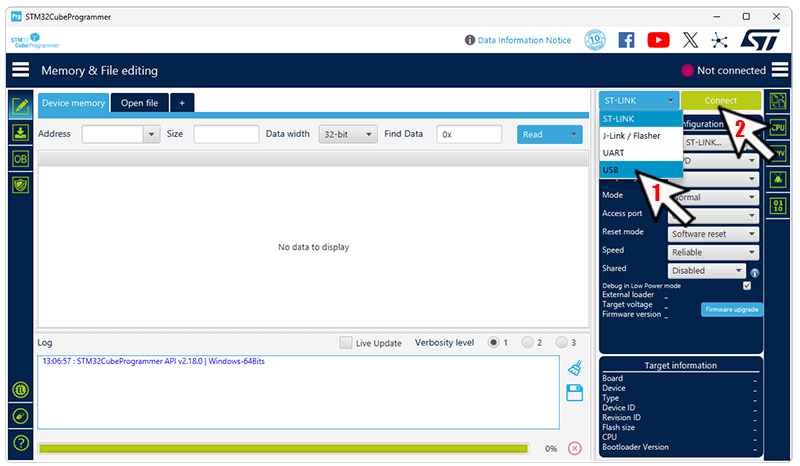 STM32CubeProgrammer
STM32
CubeProgrammer
Data Information Notice
Memory & File editing
Not connected
Device memory
Open file
+
ST-LINK
Connect
Address
Size
Data width
32-bit
Find Data
0x
Read
ST-LINK
J-Link / Flasher
UART
USB
ST-LINK...
1
2
No data to display
Mode
Access port
Reset mode
Software reset
Speed
Reliable
Shared
Disabled
Debug in Low Power mode
External loader _
Target voltage _
Firmware version _
Firmware upgrade
Log
Live Update
Verbosity level
1
2
3
13:06:57 : STM32CubeProgrammer API v2.18.0 | Windows-64Bits
0%
Target information
Board _
Device _
Type _
Device ID _
Revision ID _
Flash size _
CPU _
Bootloader Version _
OB
CPU
01
10